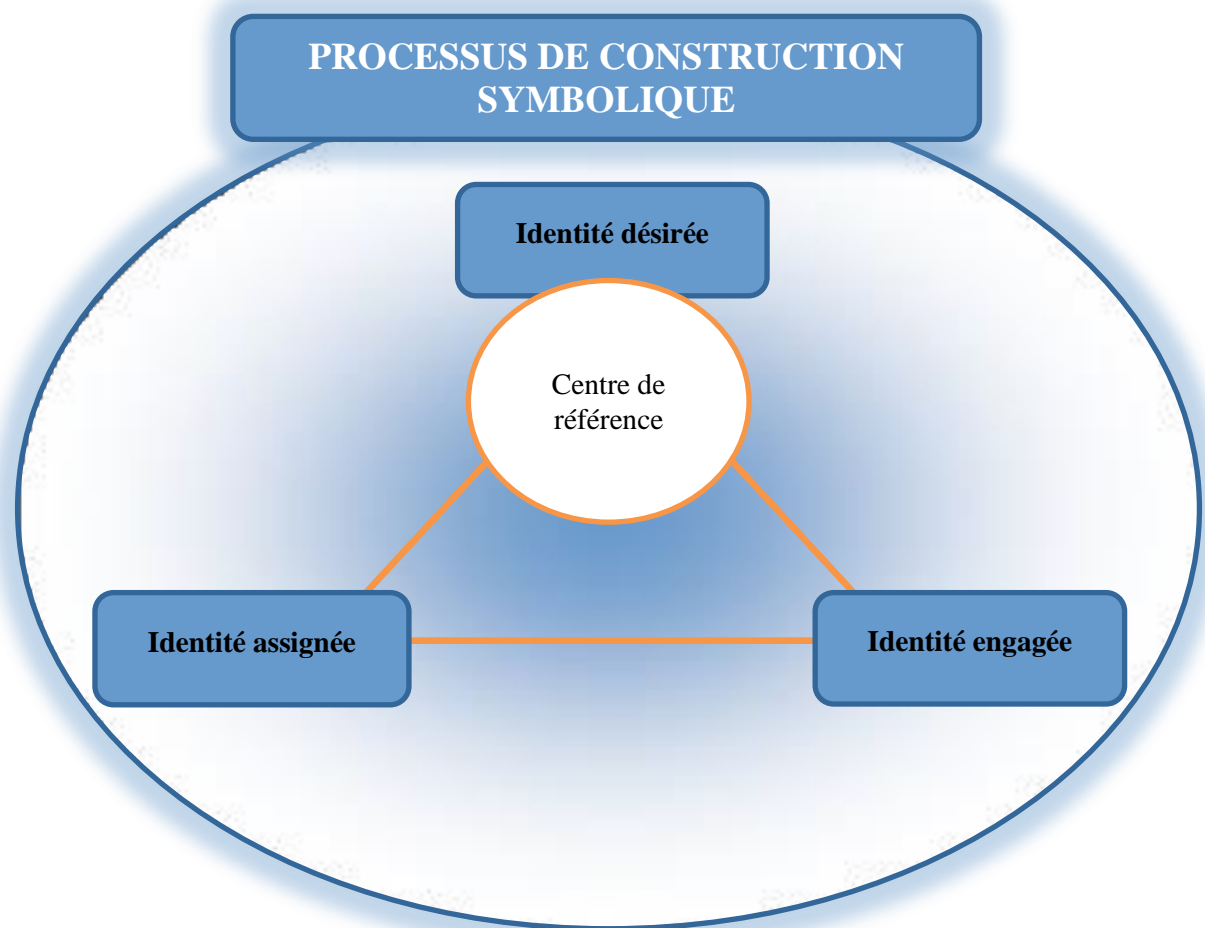 PROCESSUS DE CONSTRUCTION
SYMBOLIQUE
Identité désirée
Centre de
référence
Identité assignée
Identité engagée